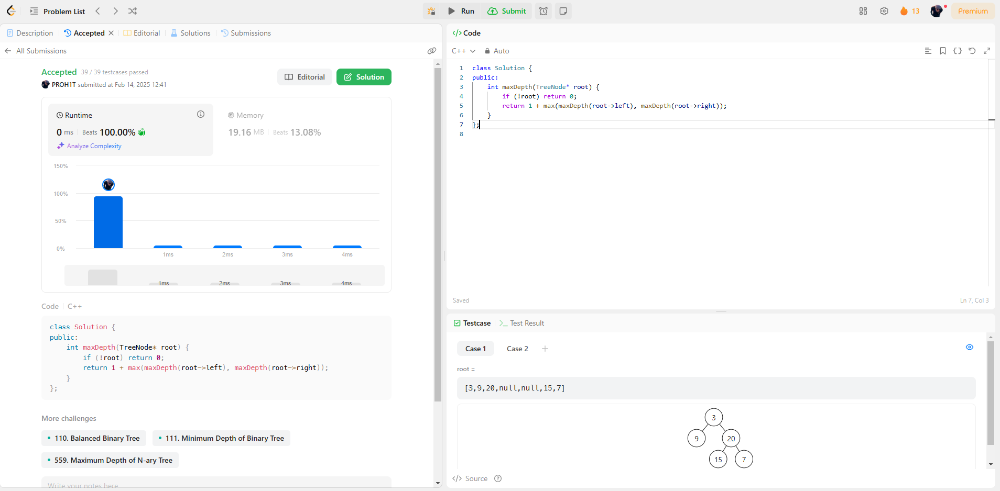 Problem List
Run
Submit
13
Premium
Description
Accepted
Editorial
Solutions
Submissions
All Submissions
Accepted 39 / 39 testcases passed
PROH1T submitted at Feb 14, 2025 12:41
Editorial
Solution
Runtime
0 ms Beats 100.00%
Analyze Complexity
Memory
19.16 MB Beats 13.08%
150%
100%
50%
0%
1ms 2ms 3ms 4ms
1ms 2ms 3ms 4ms
Code C++
class Solution {
public:
    int maxDepth(TreeNode* root) {
        if (!root) return 0;
        return 1 + max(maxDepth(root->left), maxDepth(root->right));
    }
};
More challenges
110. Balanced Binary Tree
111. Minimum Depth of Binary Tree
559. Maximum Depth of N-ary Tree
Write your notes here
</> Code
C++ Auto
1 class Solution {
2 public:
3     int maxDepth(TreeNode* root) {
4         if (!root) return 0;
5         return 1 + max(maxDepth(root->left), maxDepth(root->right));
6     }
7 };
8
Saved
Ln 7, Col 3
Testcase
Test Result
Case 1 Case 2 +
root =
[3,9,20,null,null,15,7]
3
9 20
15 7
</> Source